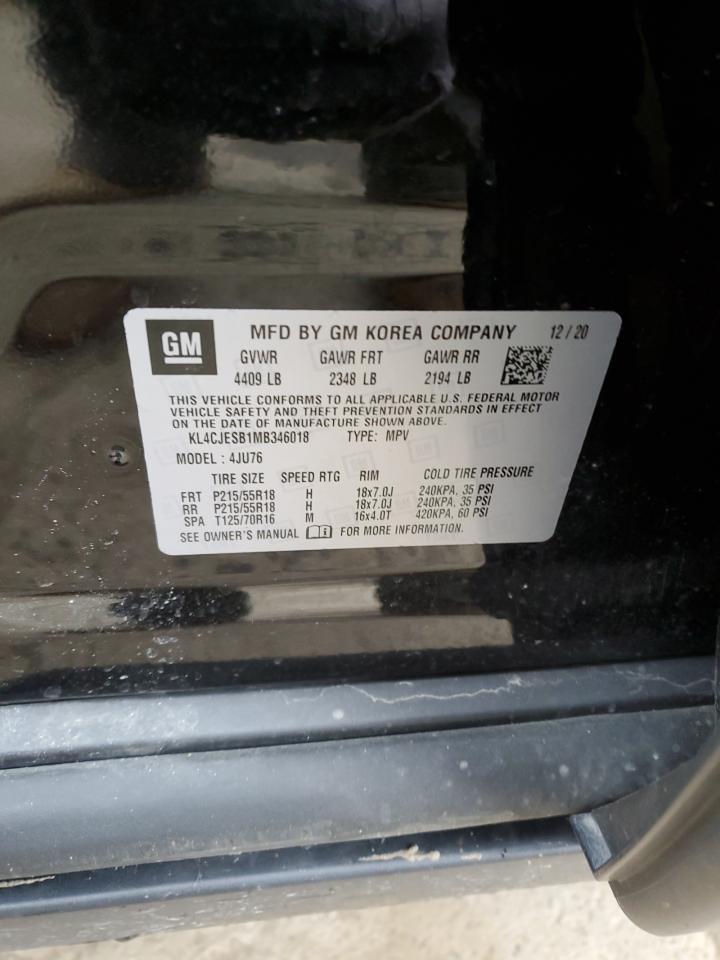 GM MFD BY GM KOREA COMPANY 12/20
GVWR GAWR FRT GAWR RR
4409 LB 2348 LB 2194 LB
THIS VEHICLE CONFORMS TO ALL APPLICABLE U.S. FEDERAL MOTOR
VEHICLE SAFETY AND THEFT PREVENTION STANDARDS IN EFFECT
ON THE DATE OF MANUFACTURE SHOWN ABOVE.
KL4CJESB1MB346018 TYPE: MPV
MODEL: 4JU76
TIRE SIZE SPEED RTG RIM COLD TIRE PRESSURE
FRT P215/55R18 H 18x7.0J 240KPA, 35 PSI
RR P215/55R18 H 18x7.0J 240KPA, 35 PSI
SPA T125/70R16 M 16x4.0T 420KPA, 60 PSI
SEE OWNER'S MANUAL FOR MORE INFORMATION.